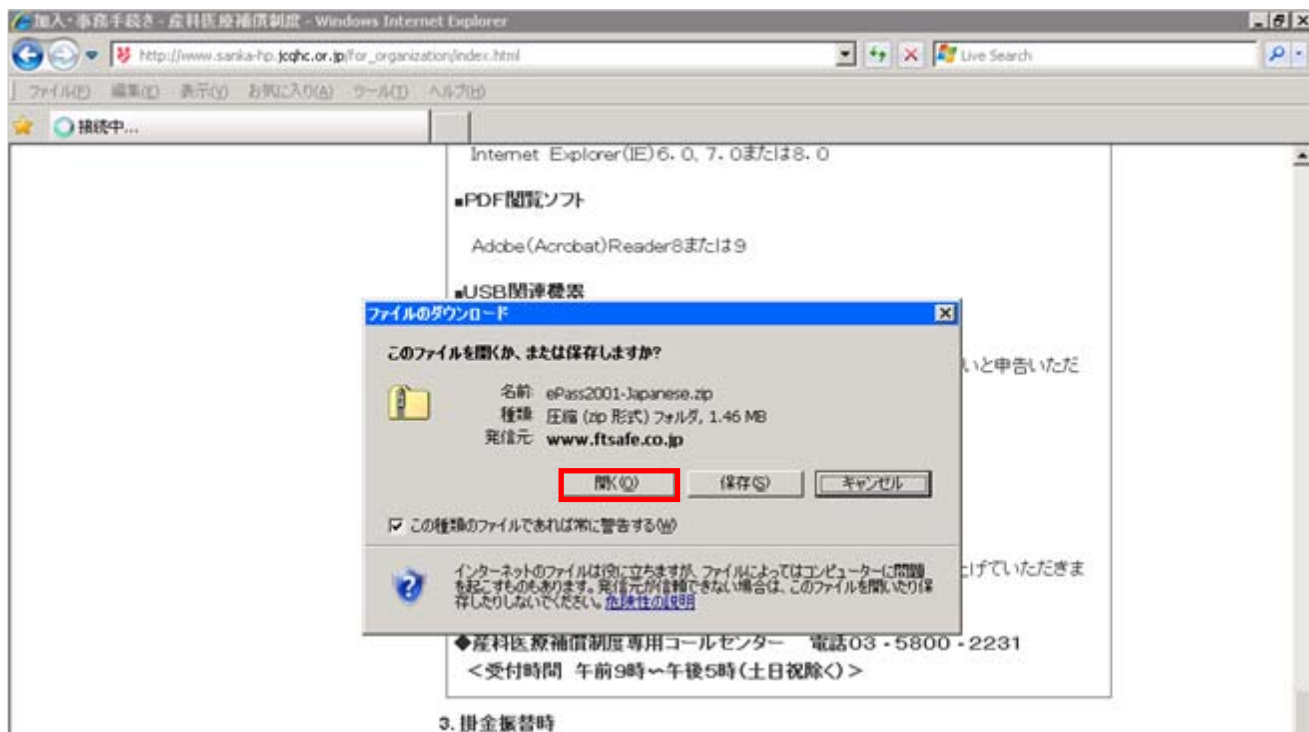 加入・事務手続き - 産科医療補償制度 - Windows Internet Explorer
http://www.sanka-hp.jcqhc.or.jp/for_organization/index.html
Live Search
ファイル(F) 編集(E) 表示(V) お気に入り(A) ツール(T) ヘルプ(H)
接続中...
Internet Explorer(IE)6.0, 7.0または8.0
■PDF閲覧ソフト
Adobe(Acrobat)Reader8または9
■USB関連機器
ファイルのダウンロード
このファイルを開くか、または保存しますか?
いと申告いただ
名前: ePass2001-Japanese.zip
種類: 圧縮 (zip 形式) フォルダ, 1.46 MB
発信元: www.ftsafe.co.jp
開く(O) 保存(S) キャンセル
この種類のファイルであれば常に警告する(W)
インターネットのファイルは役に立ちますが、ファイルによってはコンピューターに問題
を起こすものもあります。発信元が信頼できない場合は、このファイルを開いたり保
存したりしないでください。危険性の説明
上げていただきま
◆産科医療補償制度専用コールセンター 電話03-5800-2231
<受付時間 午前9時~午後5時(土日祝除く)>
3. 掛金振替時